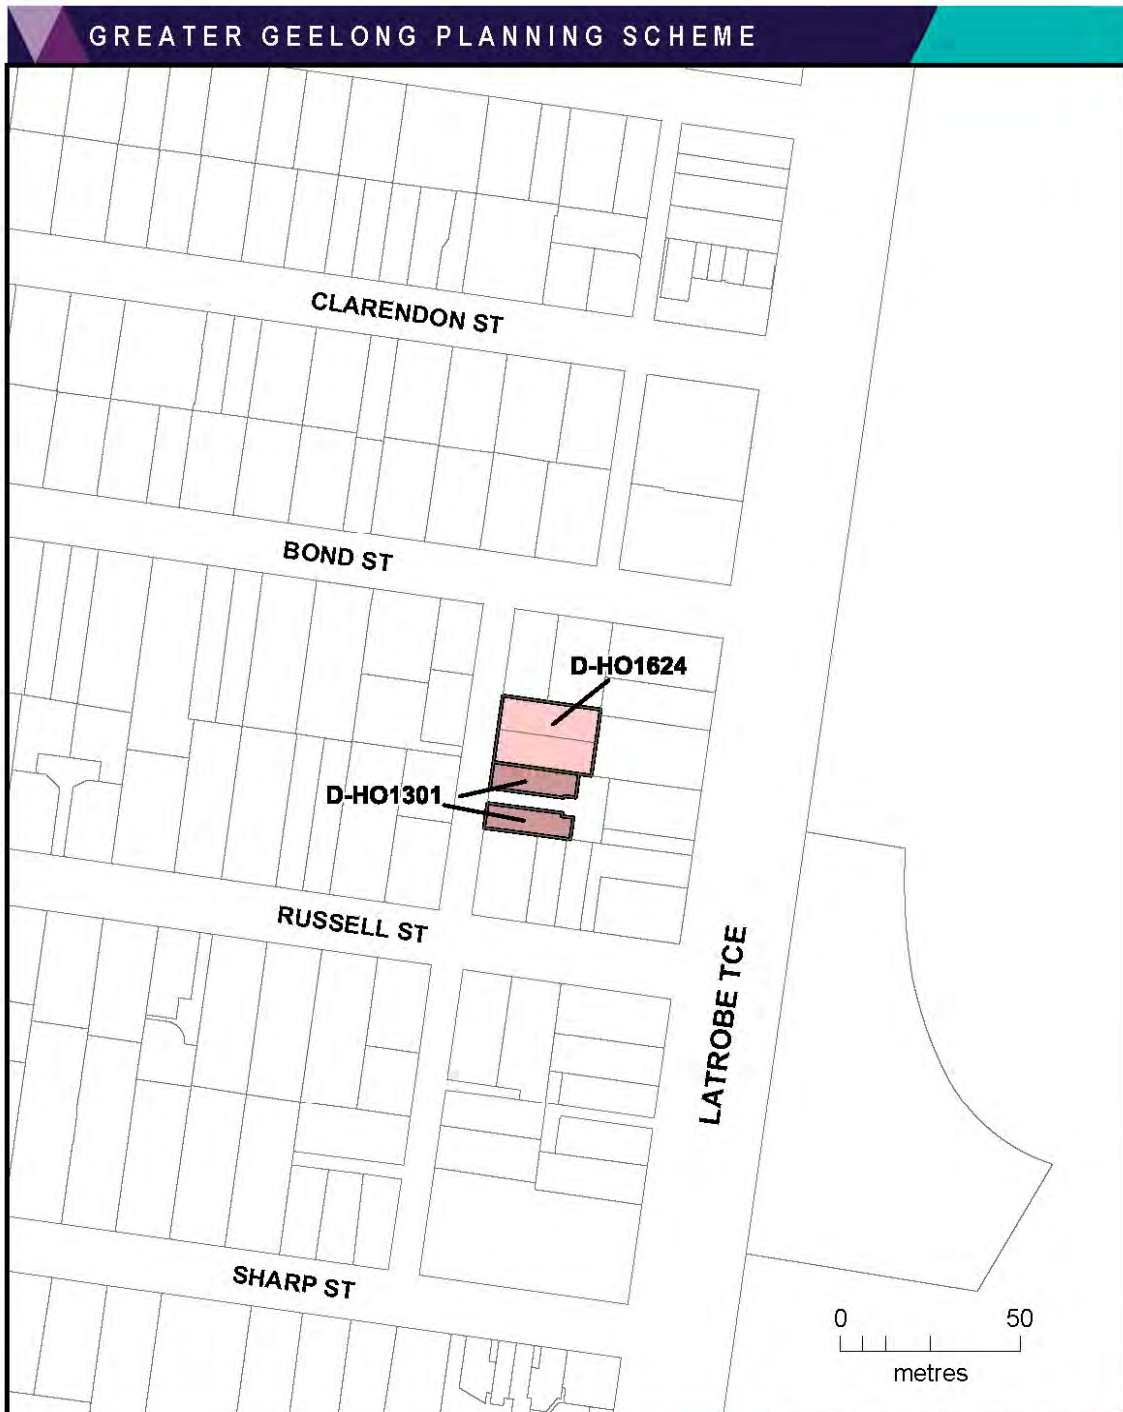 GREATER GEELONG PLANNING SCHEME
CLARENDON ST
BOND ST
D-HO1624
D-HO1301
RUSSELL ST
LATROBE TCE
SHARP ST
0 50
metres